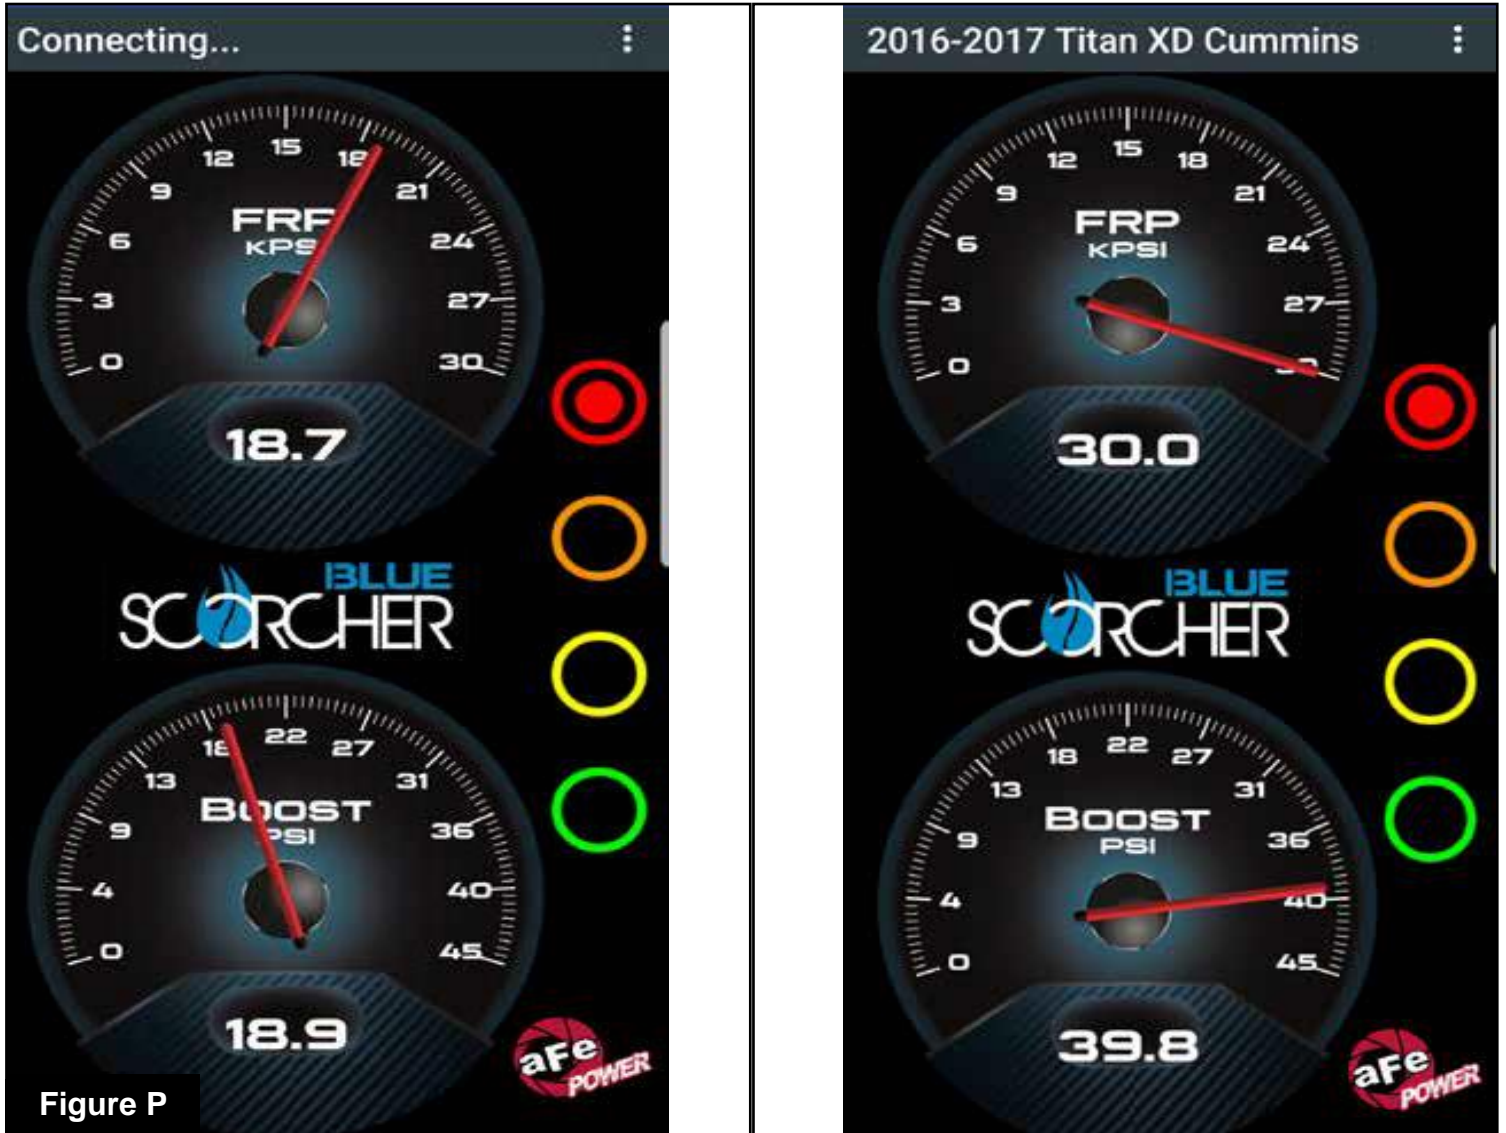 Connecting...
12 15 18
9 21
FRP
KPSI
6 24
3 27
0 30
18.7
BLUE
SCORCHER
18 22 27
13 31
BOOST
PSI
9 36
4 40
0 45
18.9
aFe
POWER
Figure P
2016-2017 Titan XD Cummins
12 15 18
9 21
FRP
KPSI
6 24
3 27
0 30
30.0
BLUE
SCORCHER
18 22 27
13 31
BOOST
PSI
9 36
4 40
0 45
39.8
aFe
POWER